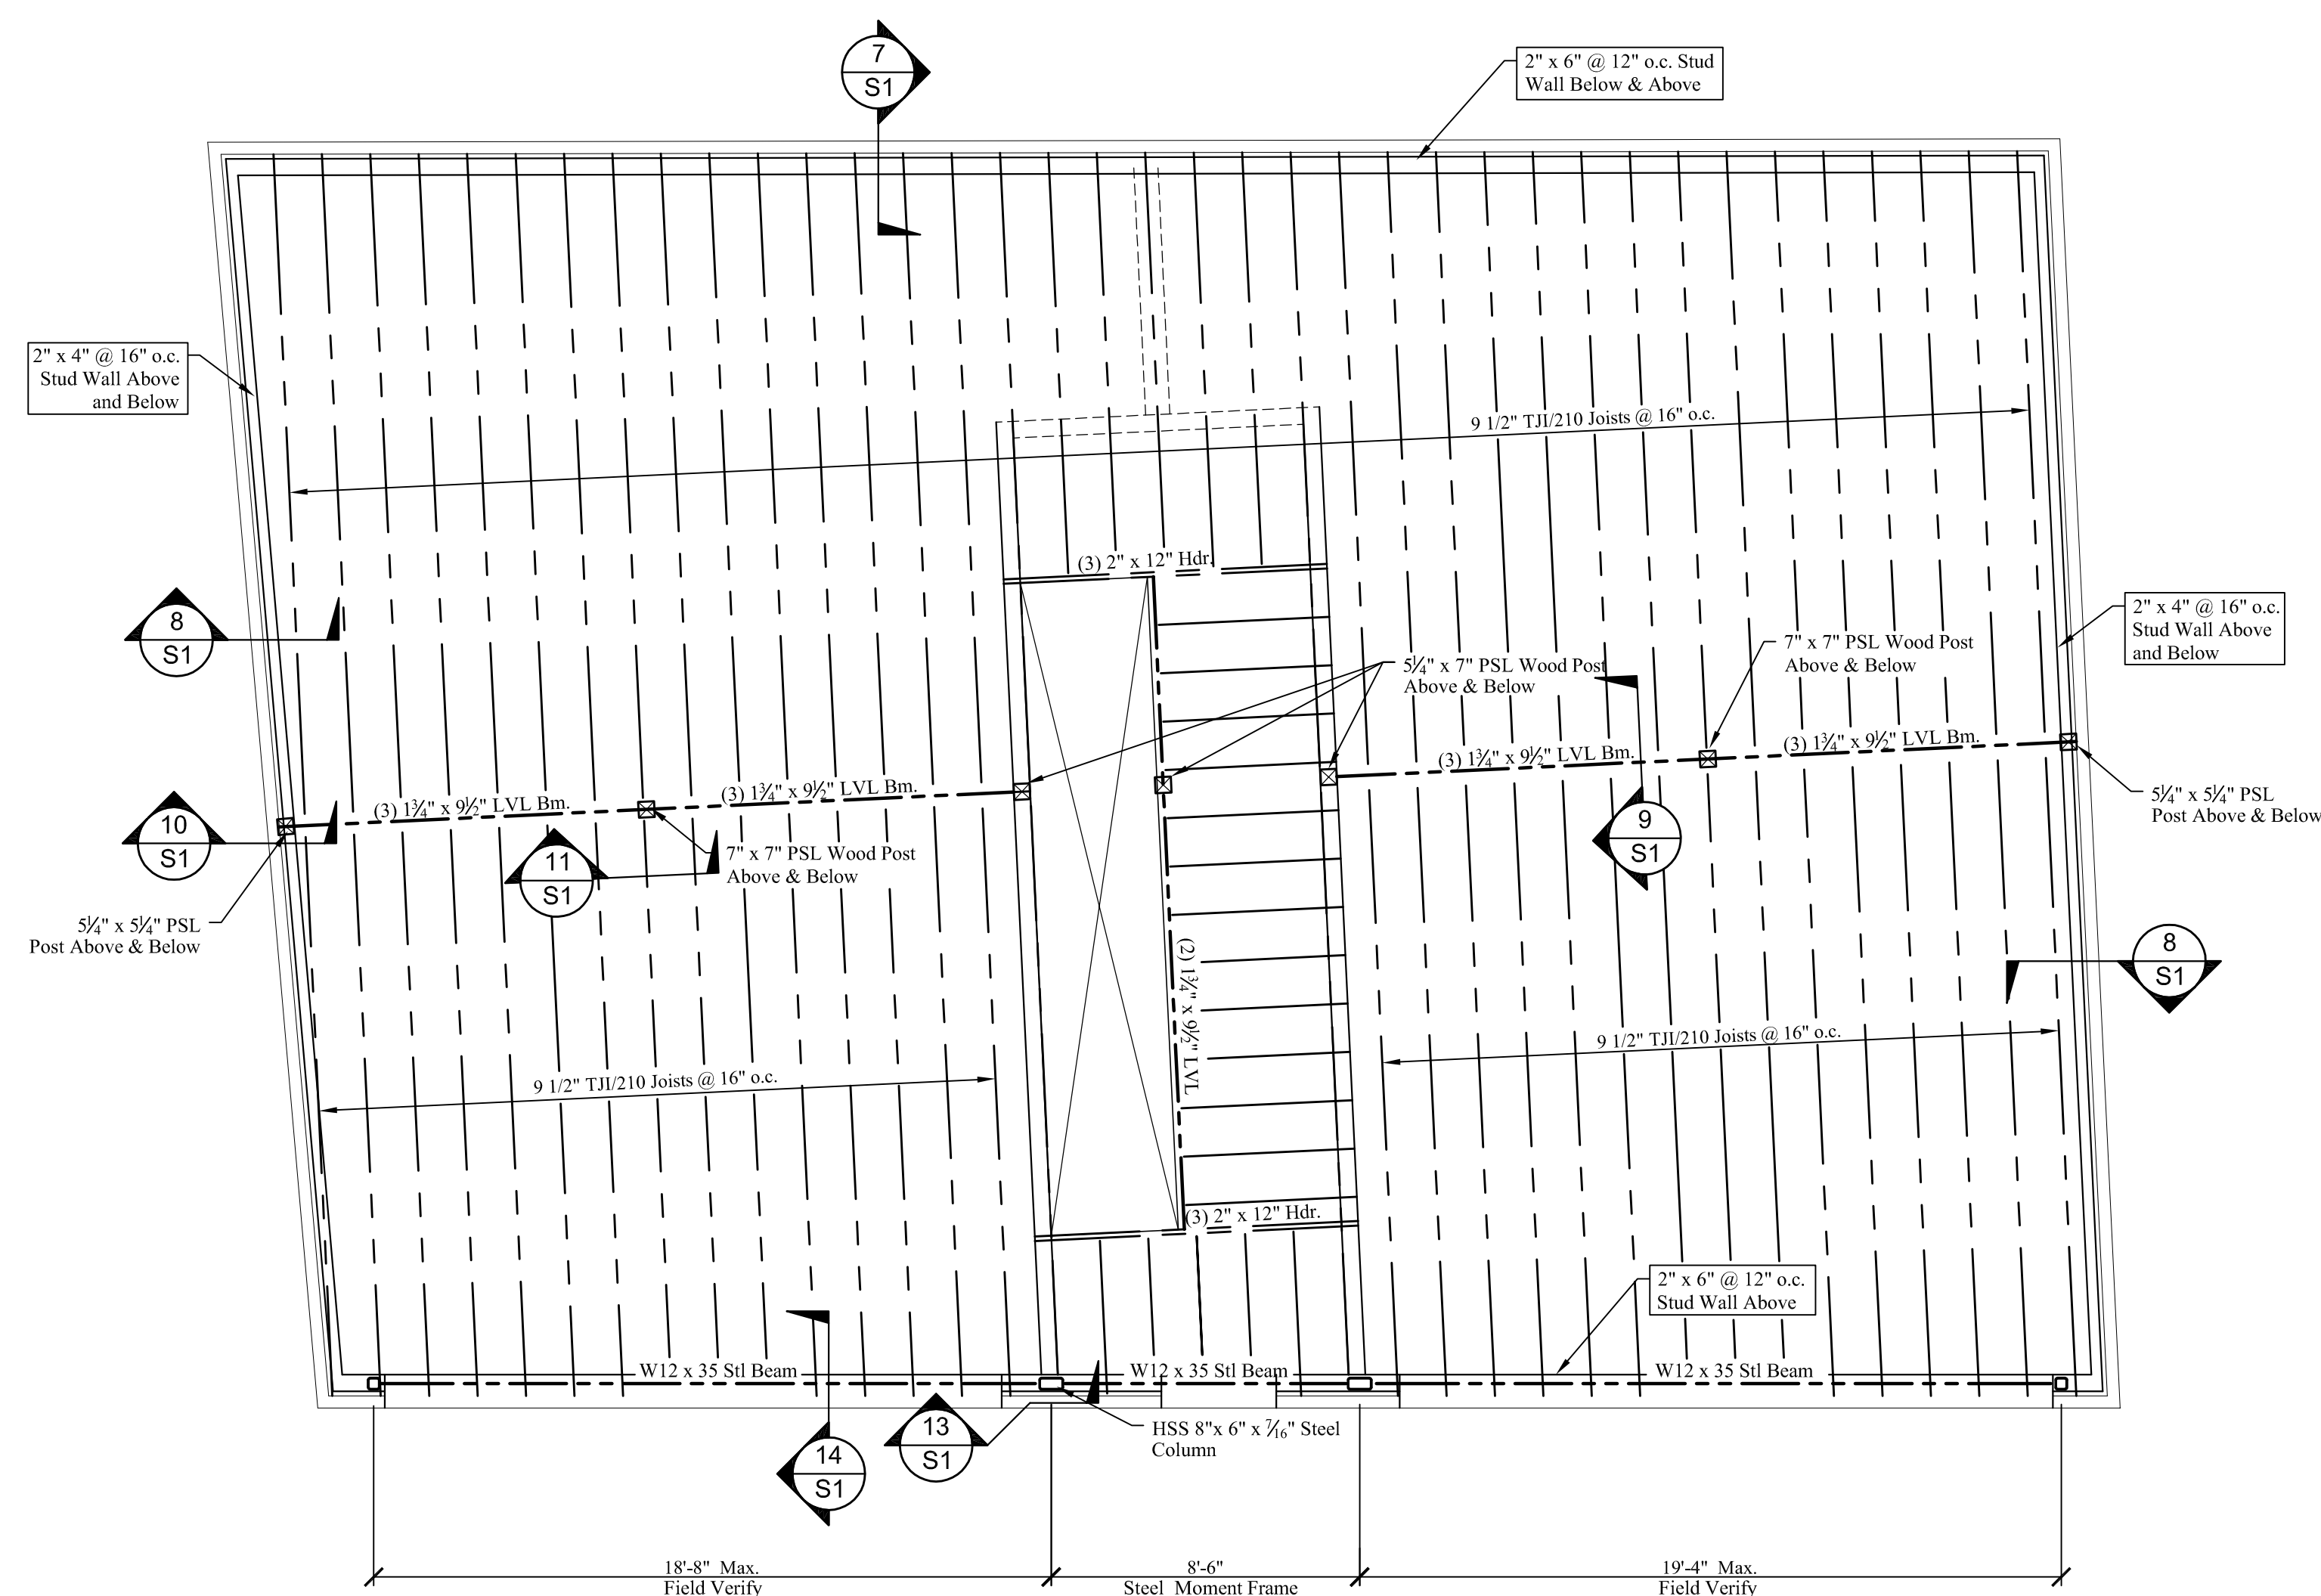 7
S1
2" x 6" @ 12" o.c. Stud
Wall Below & Above
2" x 4" @ 16" o.c.
Stud Wall Above
and Below
9 1/2" TJI/210 Joists @ 16" o.c.
(3) 2" x 12" Hdr.
8
S1
2" x 4" @ 16" o.c.
Stud Wall Above
and Below
7" x 7" PSL Wood Post
Above & Below
5¼" x 7" PSL Wood Post
Above & Below
(3) 1¾" x 9½" LVL Bm.
(3) 1¾" x 9½" LVL Bm.
(3) 1¾" x 9½" LVL Bm.
(3) 1¾" x 9½" LVL Bm.
5¼" x 5¼" PSL
Post Above & Below
10
S1
11
S1
7" x 7" PSL Wood Post
Above & Below
9
S1
5¼" x 5¼" PSL
Post Above & Below
8
S1
(2) 1¾" x 9½" LVL
9 1/2" TJI/210 Joists @ 16" o.c.
9 1/2" TJI/210 Joists @ 16" o.c.
(3) 2" x 12" Hdr.
2" x 6" @ 12" o.c.
Stud Wall Above
W12 x 35 Stl Beam
W12 x 35 Stl Beam
W12 x 35 Stl Beam
13
S1
HSS 8"x 6" x 7⁄16" Steel
Column
14
S1
18'-8" Max.
Field Verify
8'-6"
Steel Moment Frame
19'-4" Max.
Field Verify